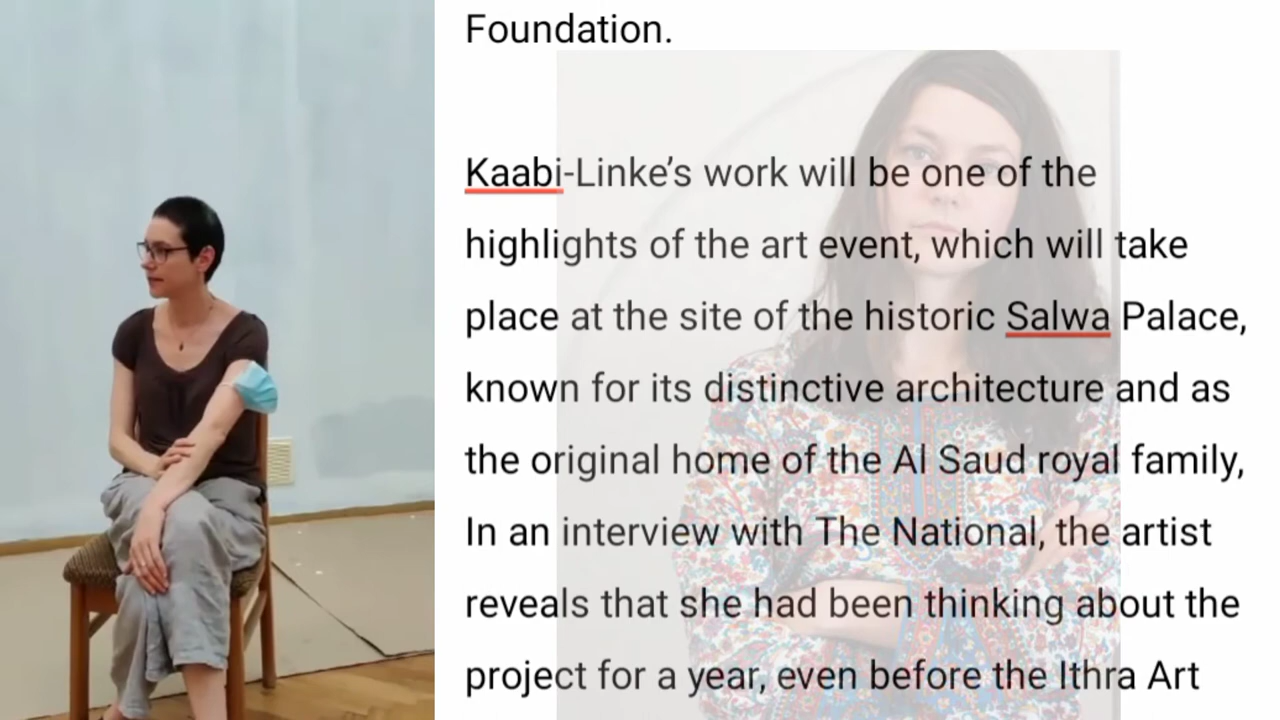 Foundation.
Kaabi-Linke’s work will be one of the
highlights of the art event, which will take
place at the site of the historic Salwa Palace,
known for its distinctive architecture and as
the original home of the Al Saud royal family,
In an interview with The National, the artist
reveals that she had been thinking about the
project for a year, even before the Ithra Art